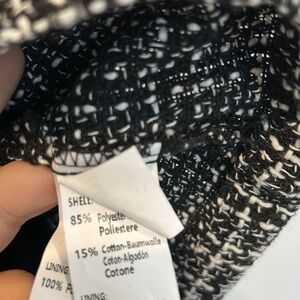 SHELL
85% Polyester
Poliestere
15% Cotton-Baumwolle
Coton-Algodón
Cotone
LINING:
100% P
LINING: